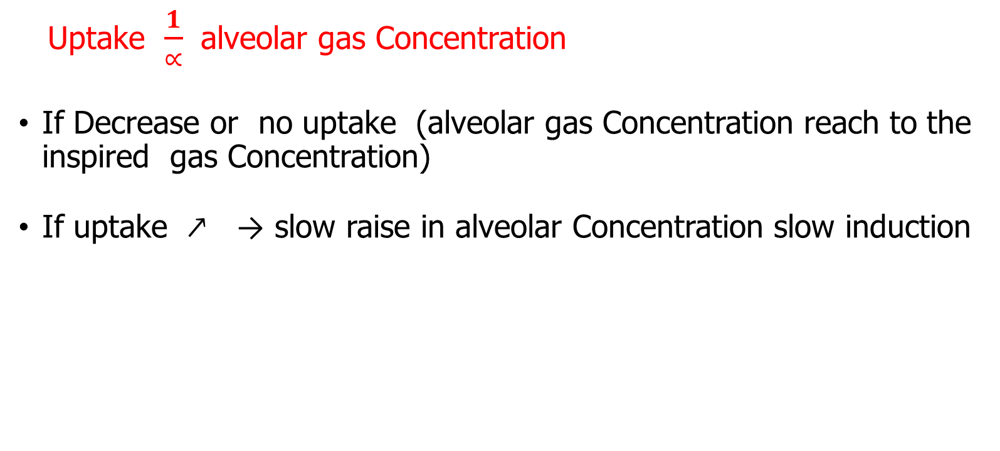 Uptake 1/∝ alveolar gas Concentration
• If Decrease or no uptake (alveolar gas Concentration reach to the
inspired gas Concentration)
• If uptake ↗ → slow raise in alveolar Concentration slow induction